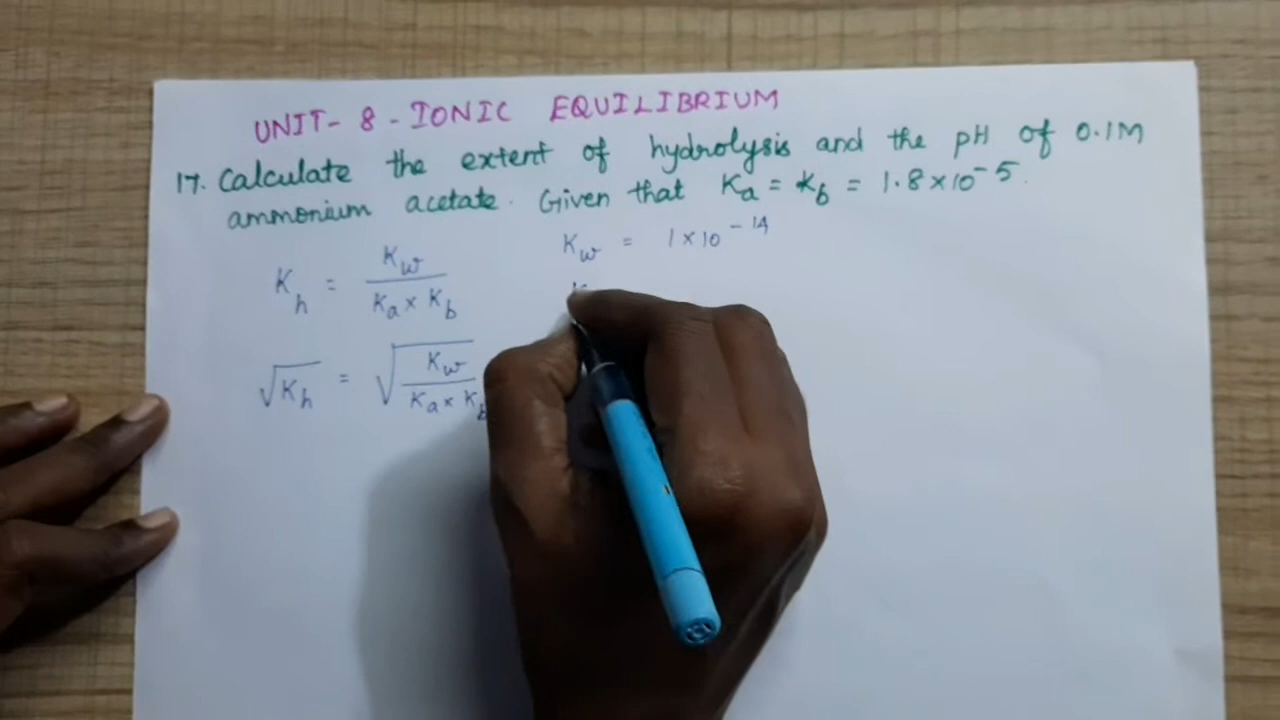 UNIT- 8 - IONIC EQUILIBRIUM
17. Calculate the extent of hydrolysis and the pH of 0.1M
ammonium acetate. Given that Ka = Kb = 1.8 × 10⁻⁵.
Kh = Kw / Ka × Kb
Kw = 1 × 10⁻¹⁴
√Kh = √Kw / Ka × Kb